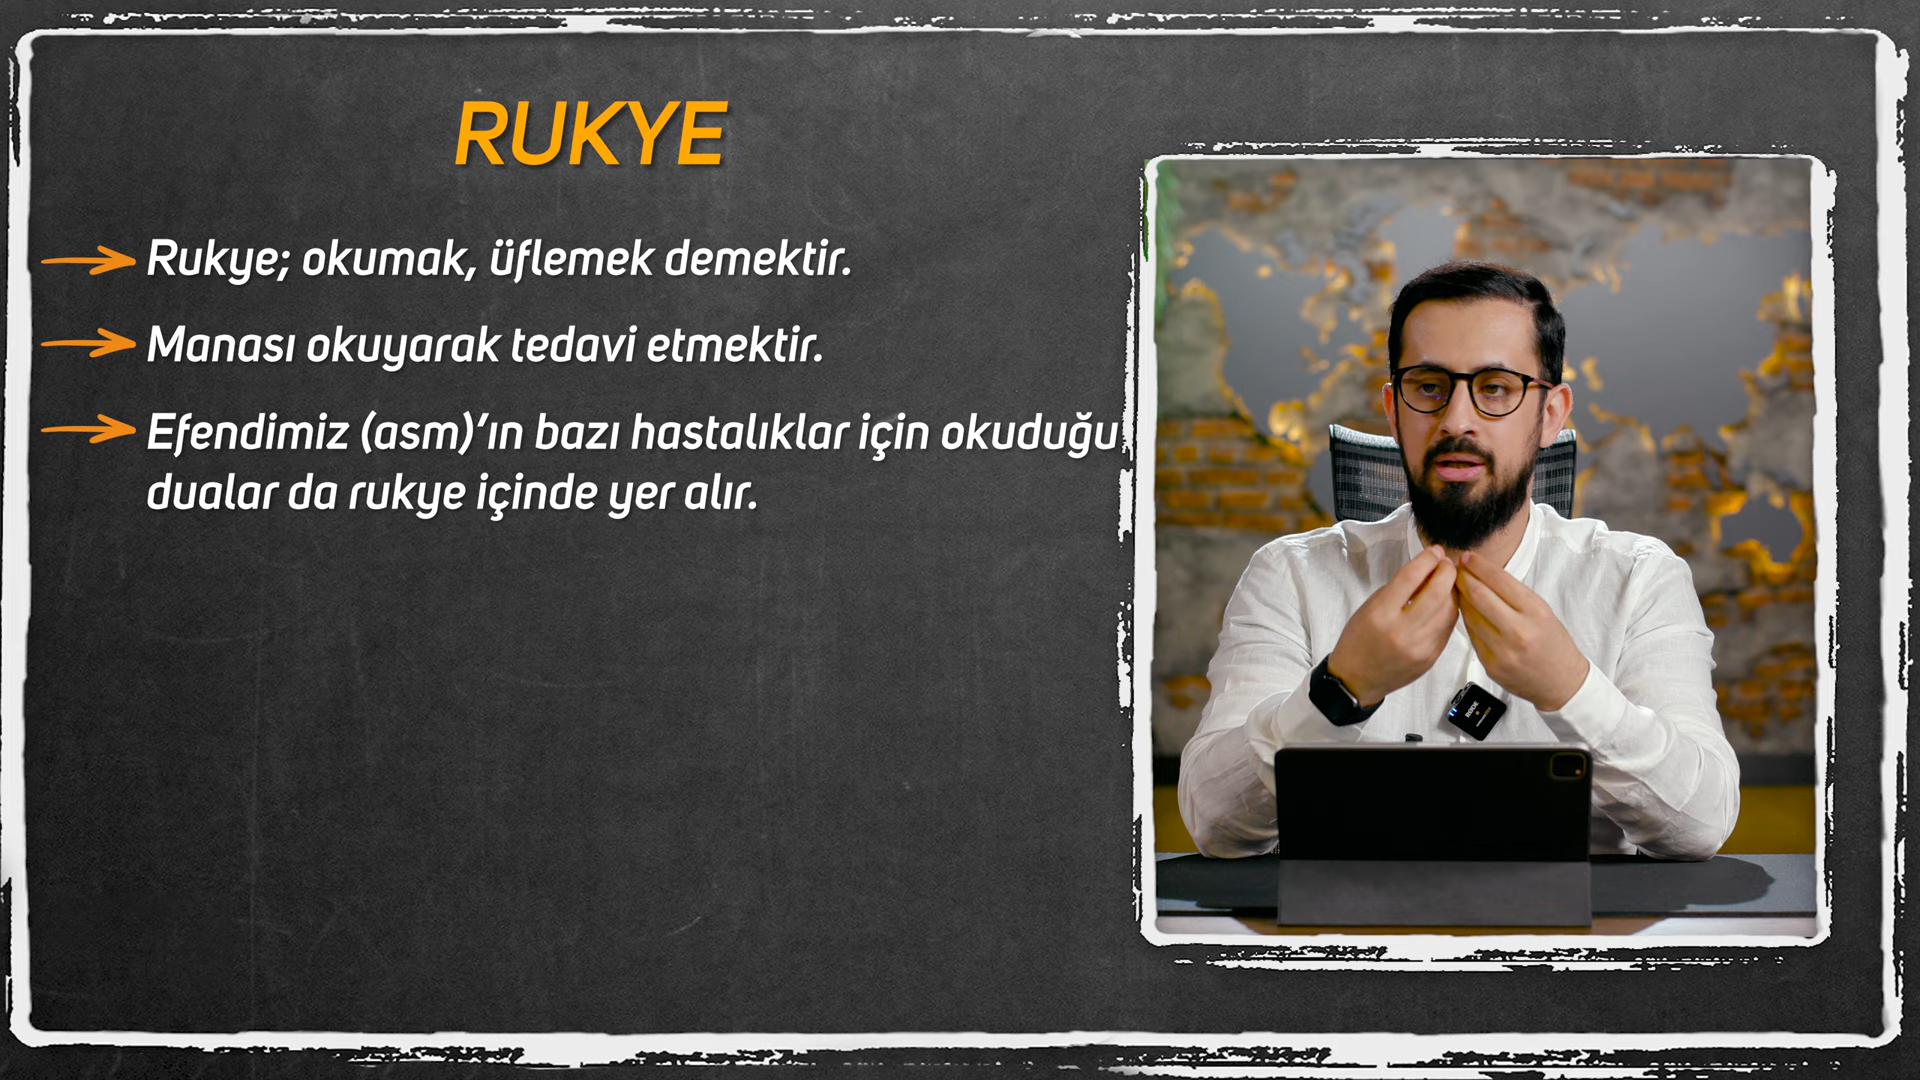 RUKYE
Rukye; okumak, üflemek demektir.
Manası okuyarak tedavi etmektir.
Efendimiz (asm)’ın bazı hastalıklar için okuduğu
dualar da rukye içinde yer alır.
RØDE